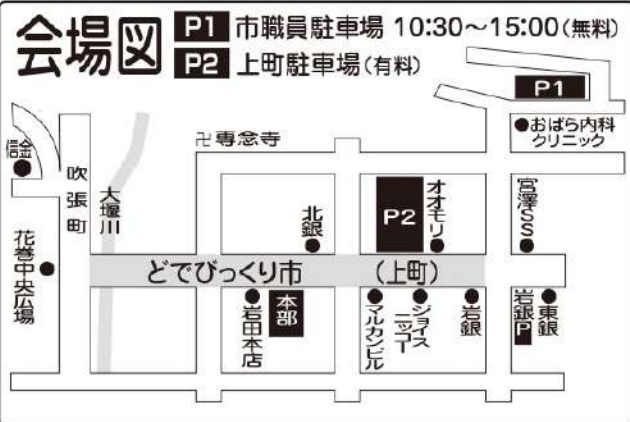 会場図
P1 市職員駐車場 10:30～15:00(無料)
P2 上町駐車場(有料)
P1
おばら内科
クリニック
信金
吹張町
大堰川
卍専念寺
北銀
P2
オオモリ
宮澤SS
花巻中央広場
どでびっくり市 (上町)
岩田本店
本部
マルカンビル
ジョイス
ニッコー
岩銀
岩銀P
東銀